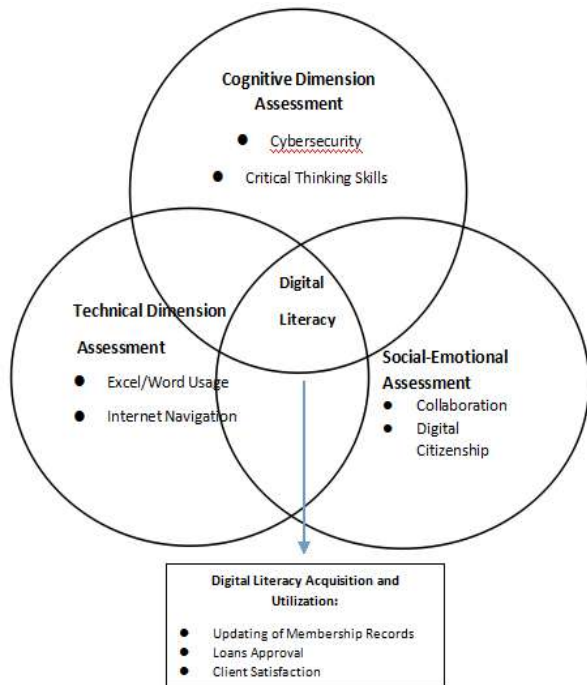 Cognitive Dimension
Assessment
● Cybersecurity
● Critical Thinking Skills
Digital
Literacy
Technical Dimension
Assessment
● Excel/Word Usage
● Internet Navigation
Social-Emotional
Assessment
● Collaboration
● Digital
Citizenship
Digital Literacy Acquisition and
Utilization:
● Updating of Membership Records
● Loans Approval
● Client Satisfaction